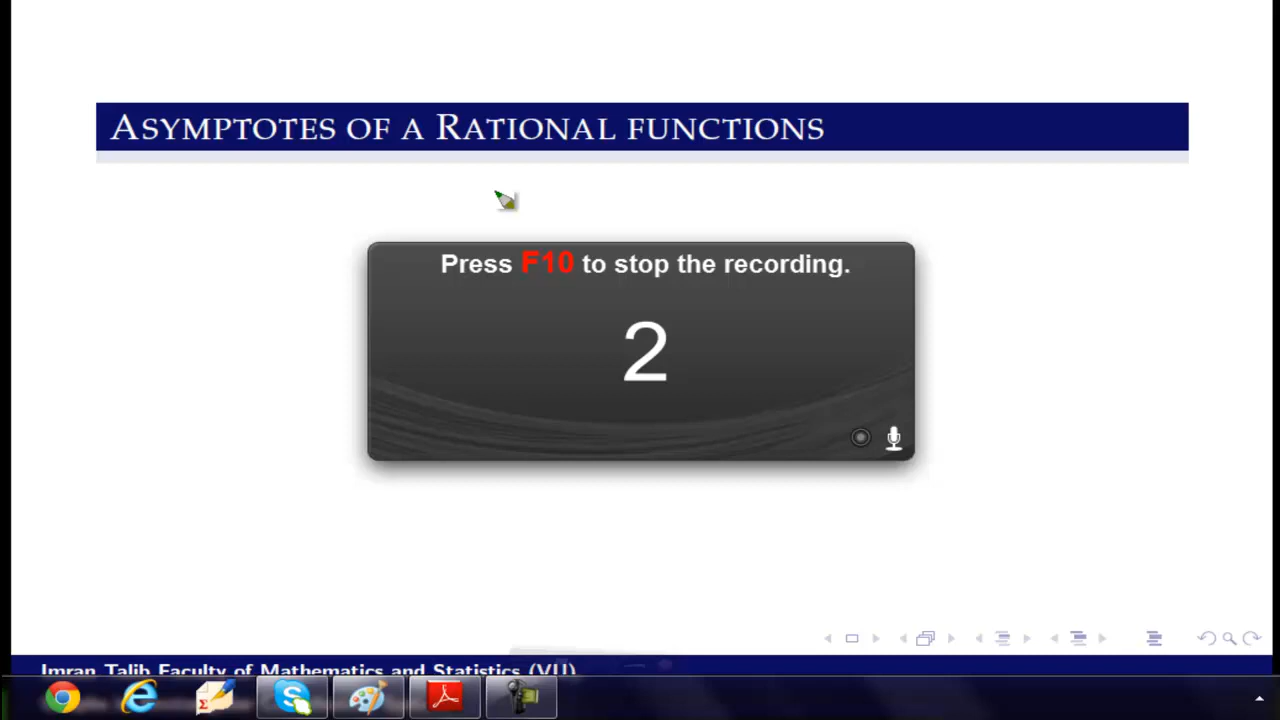 ASYMPTOTES OF A RATIONAL FUNCTIONS
Press F10 to stop the recording.
2
Imran Talib Faculty of Mathematics and Statistics (VU)